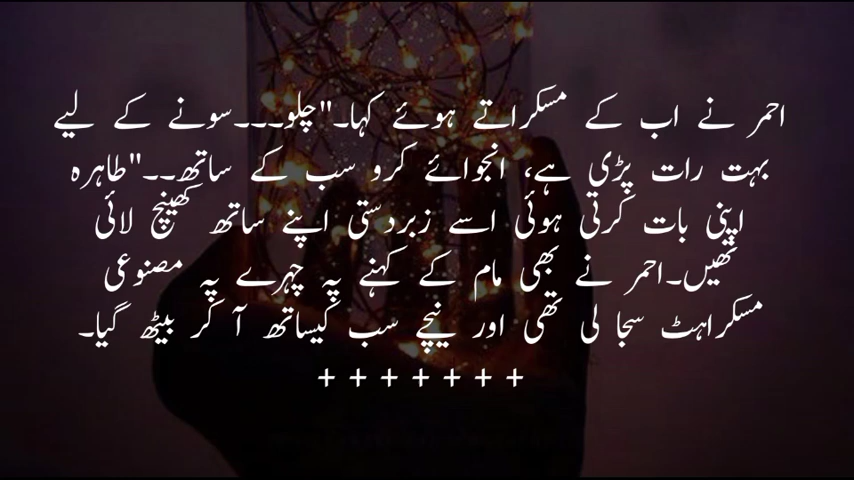 احمر نے اب کے مسکراتے ہوئے کہا۔"چلو۔۔۔سونے کے لیے
بہت رات پڑی ہے، انجوائے کرو سب کے ساتھ۔۔"طاہرہ
اپنی بات کرتی ہوئی اسے زبردستی اپنے ساتھ کھینچ لائی
تھیں۔احمر نے بھی مام کے کہنے پہ چہرے پہ مصنوعی
مسکراہٹ سجا لی تھی اور نیچے سب کیساتھ آ کر بیٹھ گیا۔
+ + + + + + +